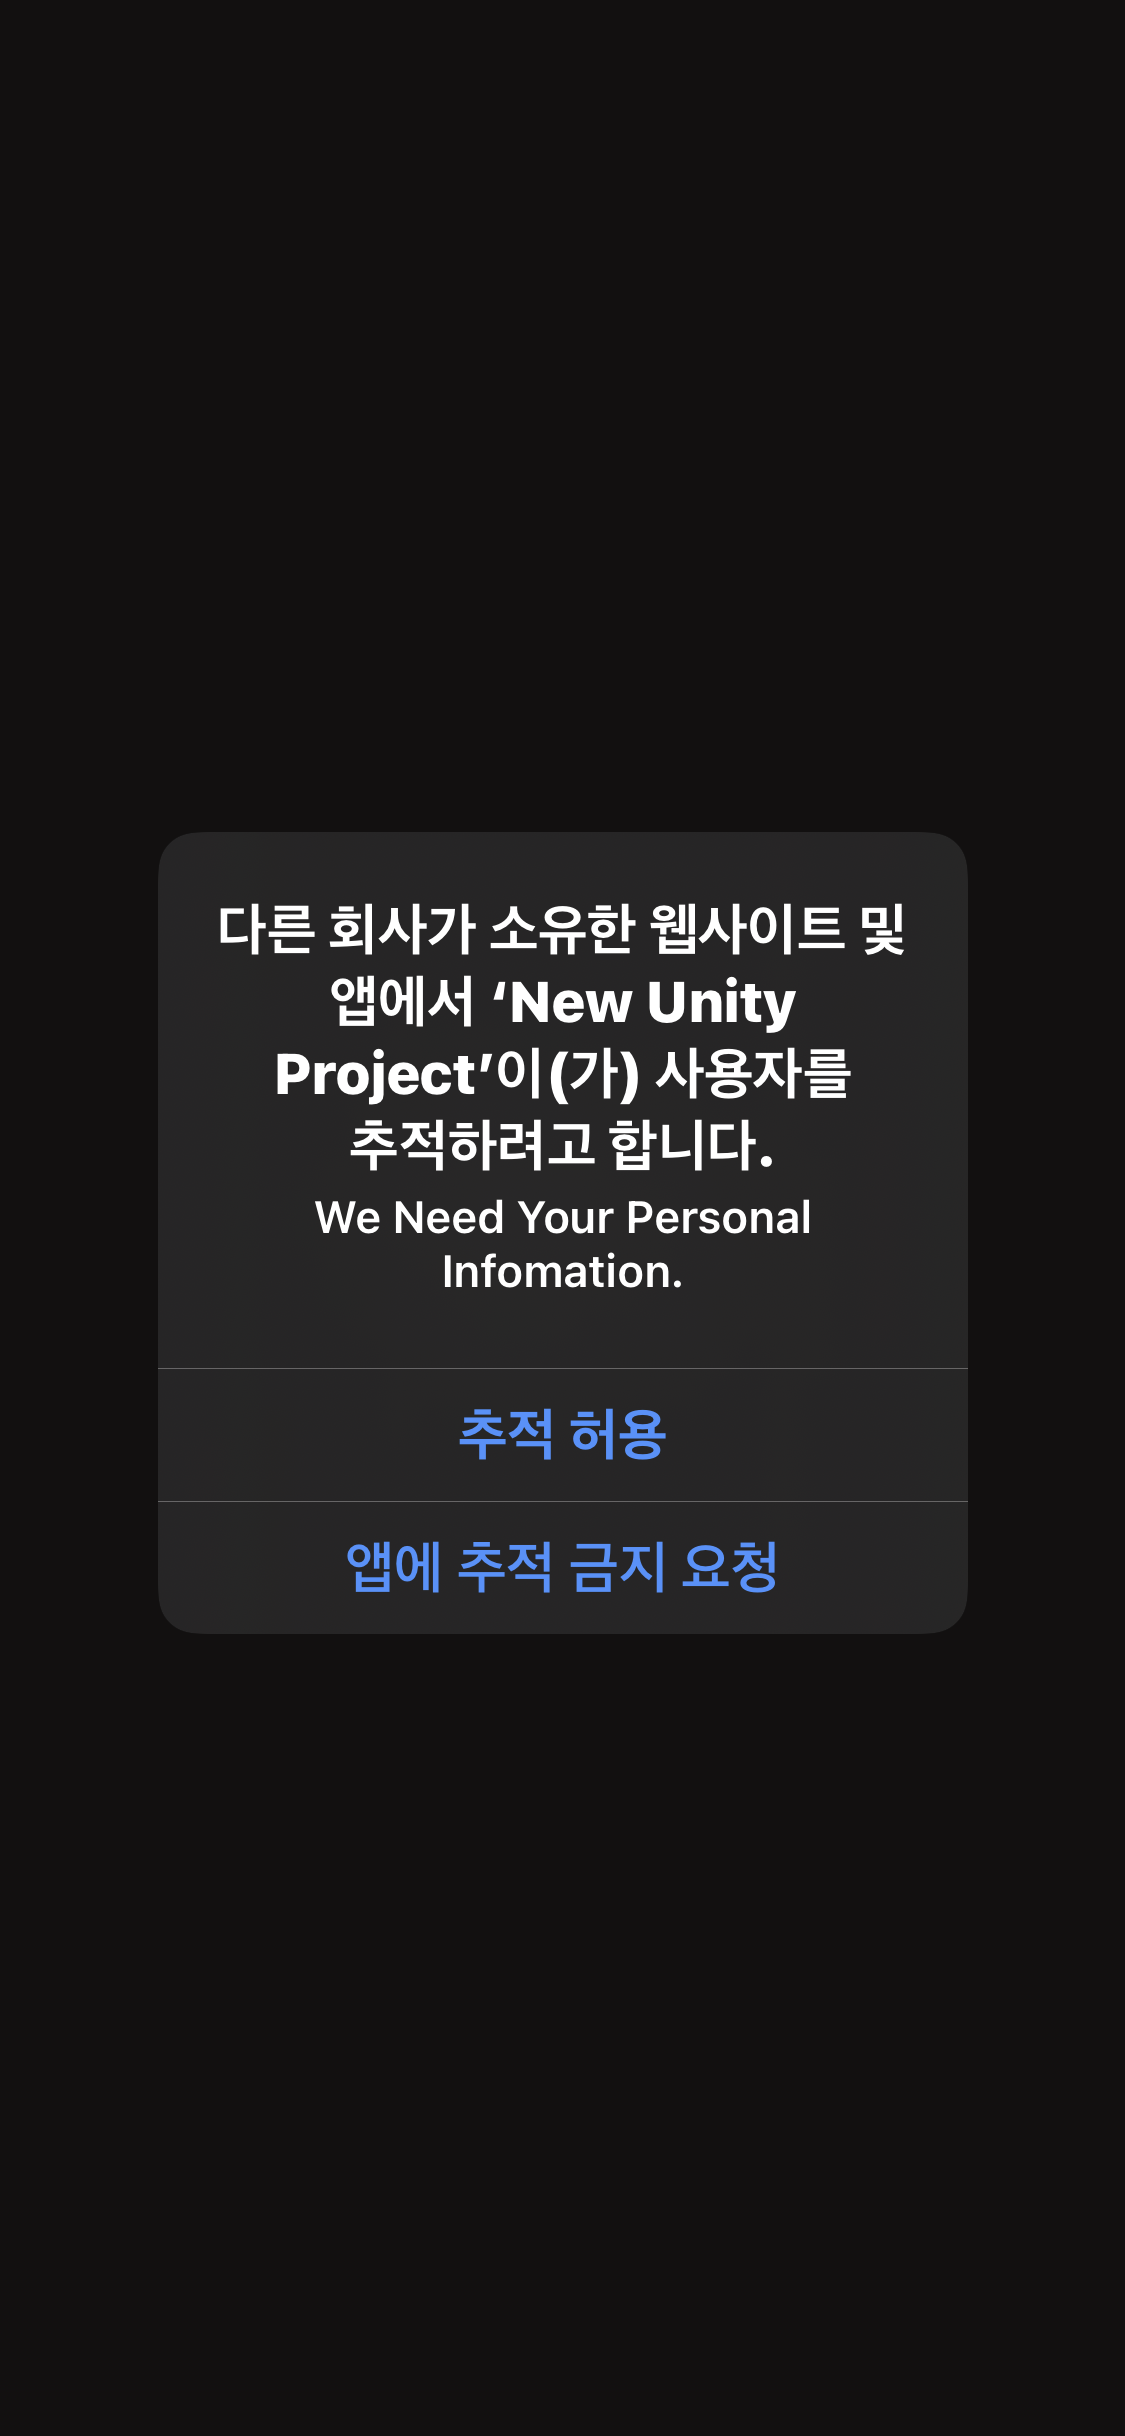 다른 회사가 소유한 웹사이트 및
앱에서 ‘New Unity
Project’이(가) 사용자를
추적하려고 합니다.
We Need Your Personal
Infomation.
추적 허용
앱에 추적 금지 요청